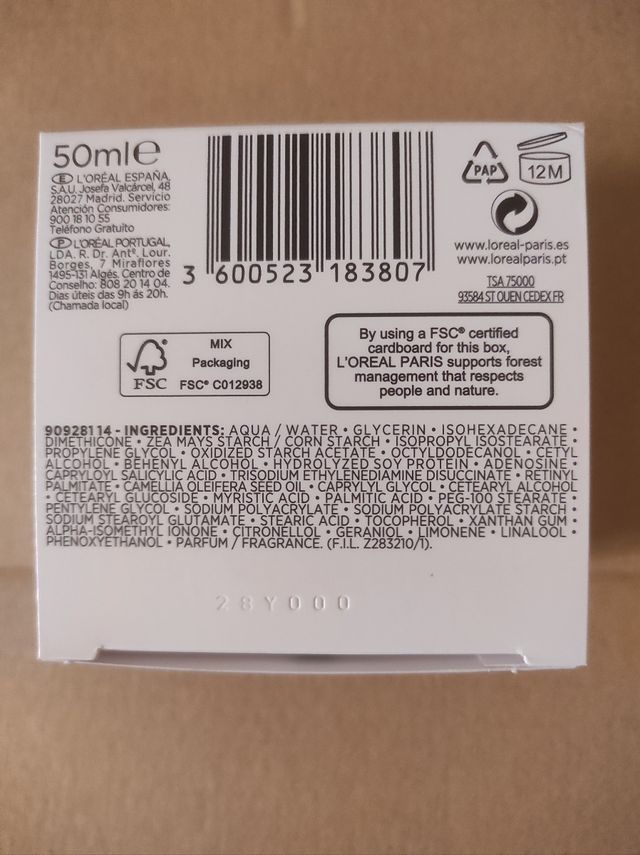 50ml℮
E L'ORÉAL ESPAÑA,
S.A.U. Josefa Valcárcel, 48
28027 Madrid. Servicio
Atención Consumidores:
900 18 10 55
Teléfono Gratuito
P L'ORÉAL PORTUGAL,
LDA. R. Dr. Antº. Lour.
Borges, 7 Miraflores
1495-131 Algés. Centro de
Conselho: 808 20 14 04.
Dias úteis das 9h ás 20h.
(Chamada local)
3 600523 183807
PAP
12M
www.loreal-paris.es
www.lorealparis.pt
TSA 75000
93584 ST OUEN CEDEX FR
FSC
MIX
Packaging
FSC® C012938
By using a FSC® certified
cardboard for this box,
L'OREAL PARIS supports forest
management that respects
people and nature.
90928114 - INGREDIENTS: AQUA / WATER • GLYCERIN • ISOHEXADECANE •
DIMETHICONE • ZEA MAYS STARCH / CORN STARCH • ISOPROPYL ISOSTEARATE •
PROPYLENE GLYCOL • OXIDIZED STARCH ACETATE • OCTYLDODECANOL • CETYL
ALCOHOL • BEHENYL ALCOHOL • HYDROLYZED SOY PROTEIN • ADENOSINE •
CAPRYLOYL SALICYLIC ACID • TRISODIUM ETHYLENEDIAMINE DISUCCINATE • RETINYL
PALMITATE • CAMELLIA OLEIFERA SEED OIL • CAPRYLYL GLYCOL • CETEARYL ALCOHOL
• CETEARYL GLUCOSIDE • MYRISTIC ACID • PALMITIC ACID • PEG-100 STEARATE •
PENTYLENE GLYCOL • SODIUM POLYACRYLATE • SODIUM POLYACRYLATE STARCH •
SODIUM STEAROYL GLUTAMATE • STEARIC ACID • TOCOPHEROL • XANTHAN GUM •
ALPHA-ISOMETHYL IONONE • CITRONELLOL • GERANIOL • LIMONENE • LINALOOL •
PHENOXYETHANOL • PARFUM / FRAGRANCE. (F.I.L. Z283210/1).
28Y000